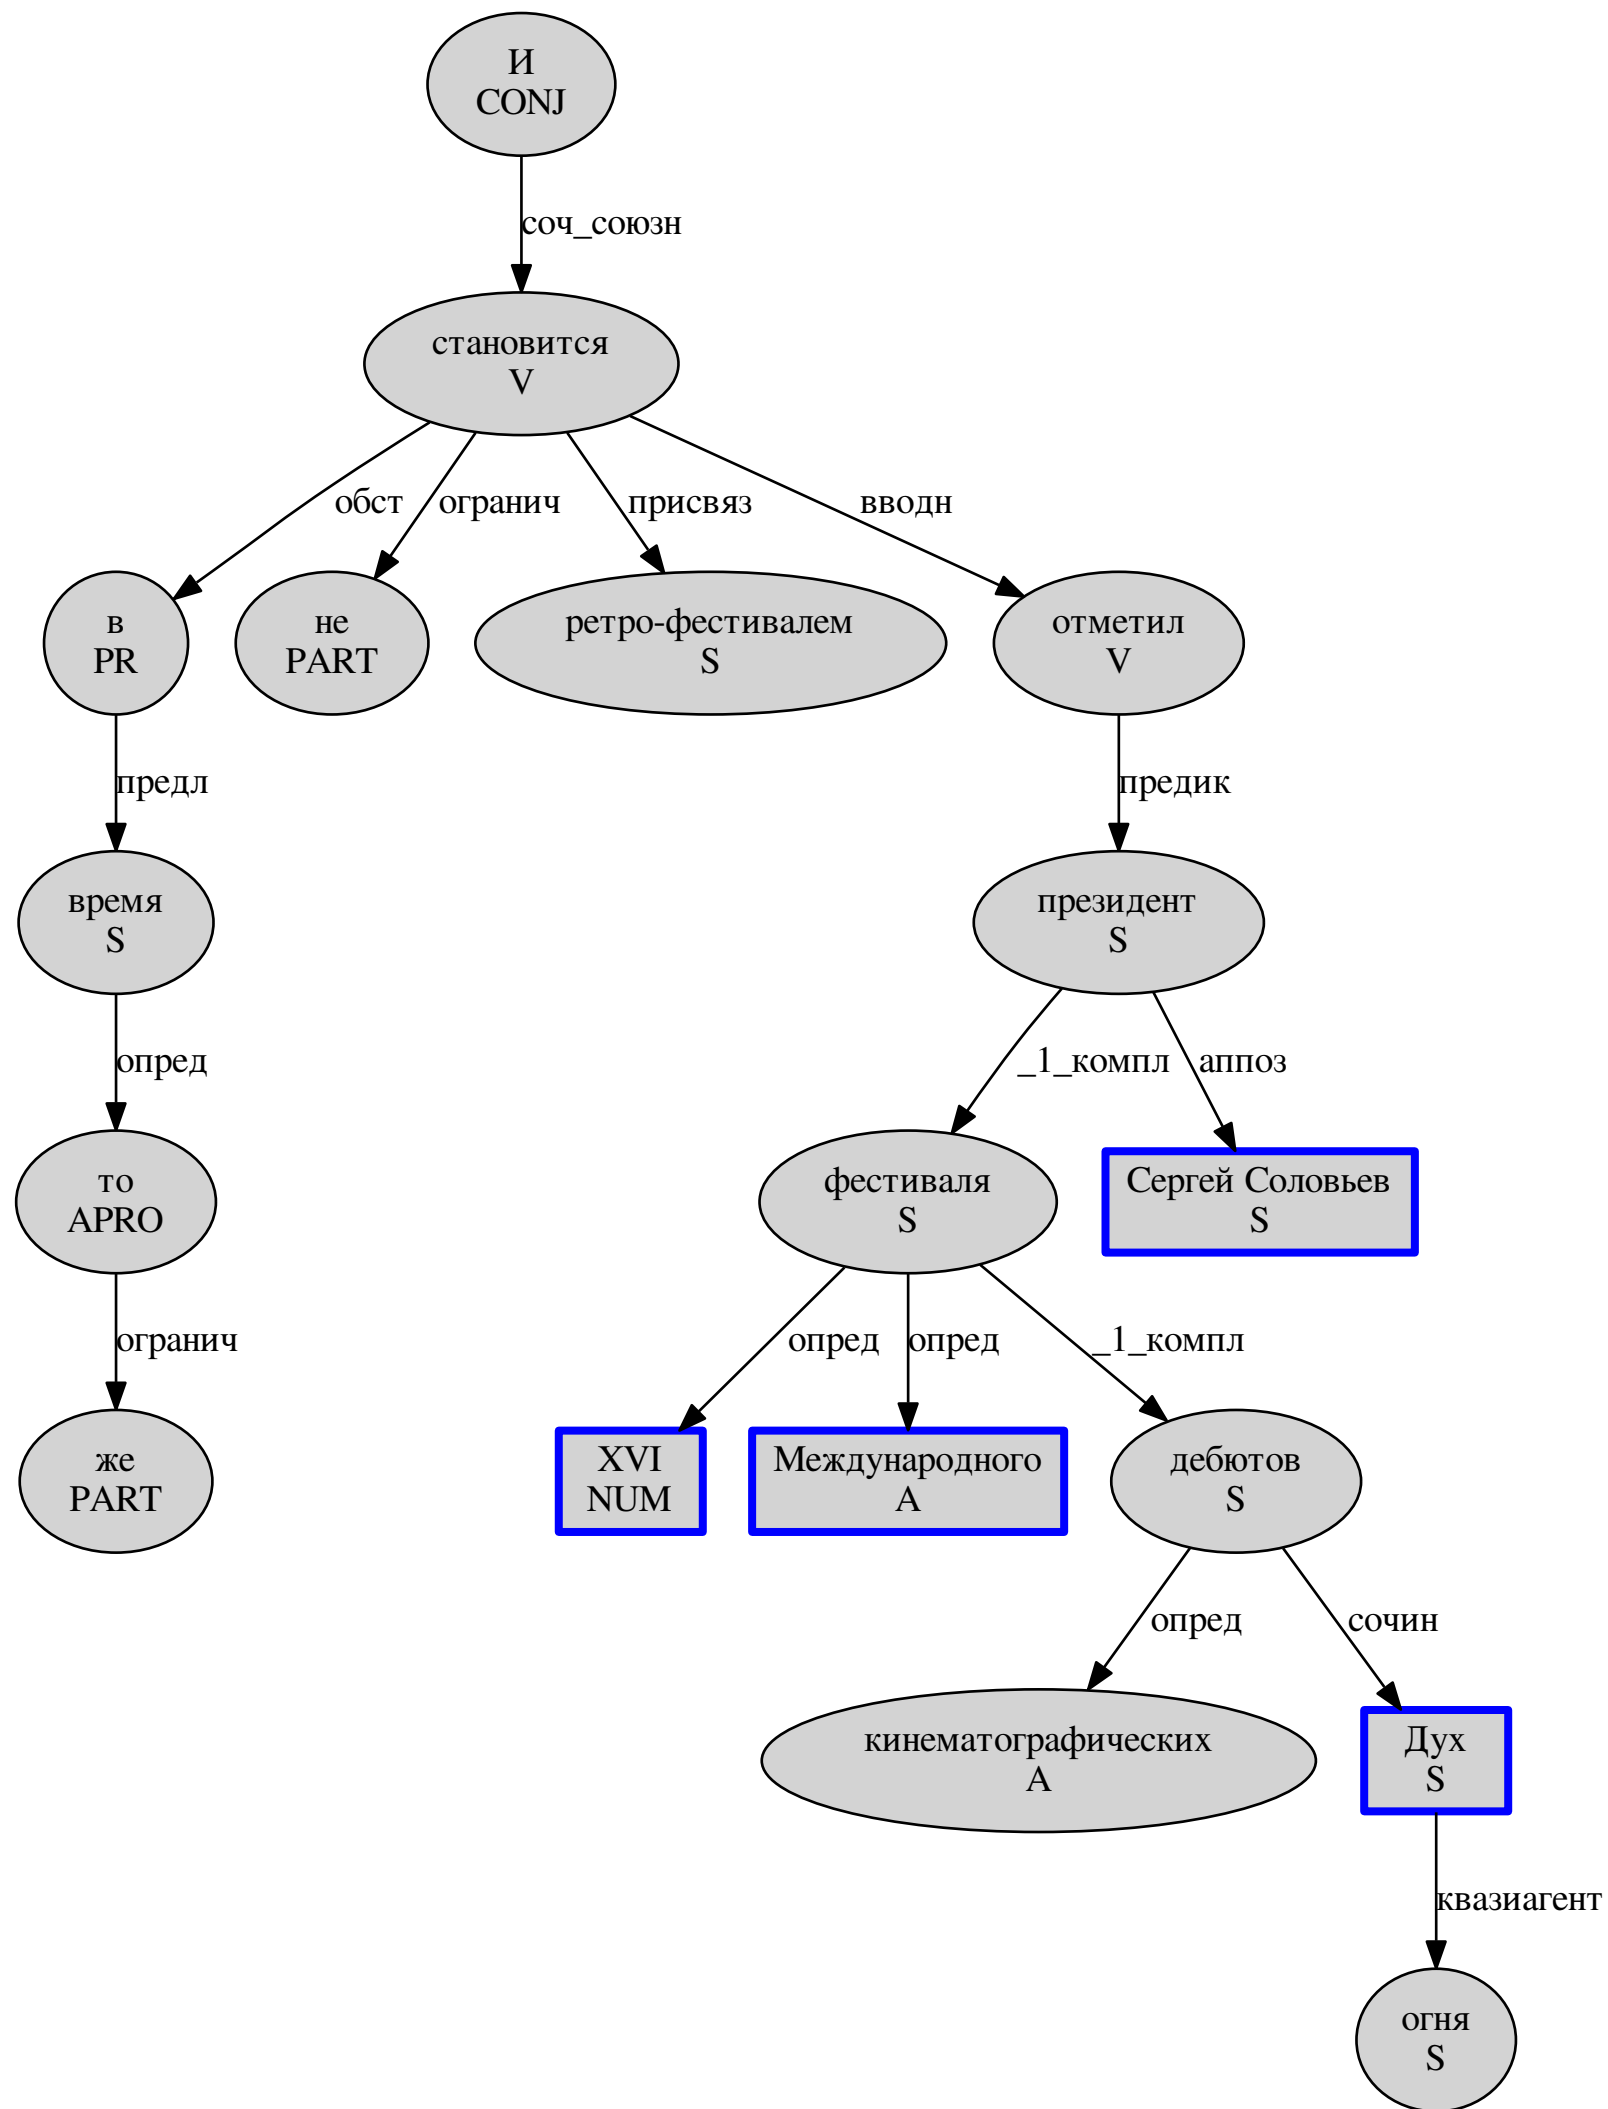 И
CONJ
соч_союзн
становится
V
обст
огранич
присвяз
вводн
в
PR
не
PART
ретро-фестивалем
S
отметил
V
предл
предик
время
S
президент
S
опред
_1_компл
аппоз
то
APRO
фестиваля
S
Сергей Соловьев
S
огранич
опред
опред
_1_компл
же
PART
XVI
NUM
Международного
A
дебютов
S
опред
сочин
кинематографических
A
Дух
S
квазиагент
огня
S